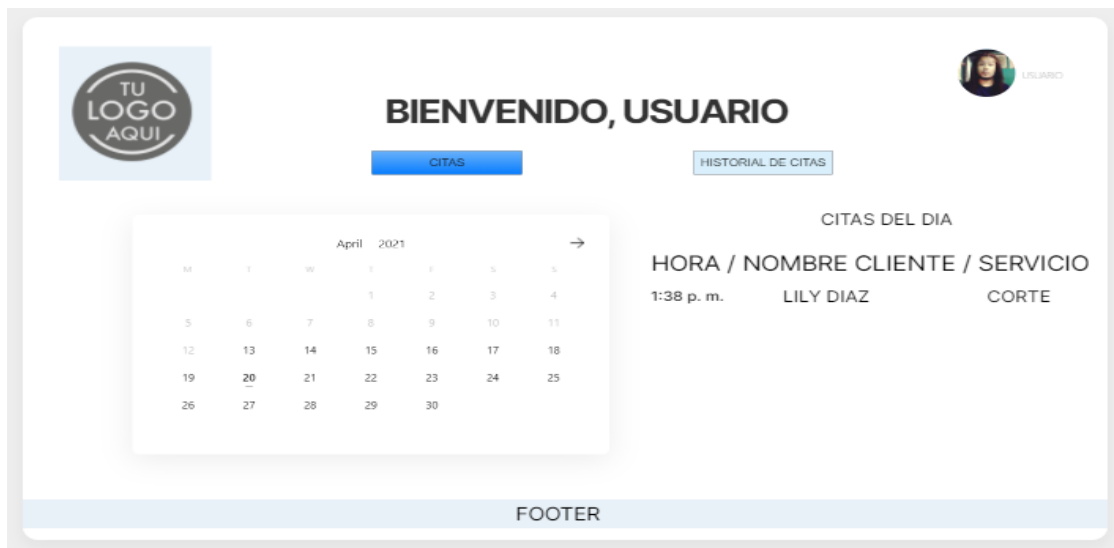 TU
LOGO
AQUI
USUARIO
BIENVENIDO, USUARIO
CITAS
HISTORIAL DE CITAS
April 2021
M T W T F S S
1 2 3 4
5 6 7 8 9 10 11
12 13 14 15 16 17 18
19 20 21 22 23 24 25
26 27 28 29 30
CITAS DEL DIA
HORA / NOMBRE CLIENTE / SERVICIO
1:38 p. m. LILY DIAZ CORTE
FOOTER